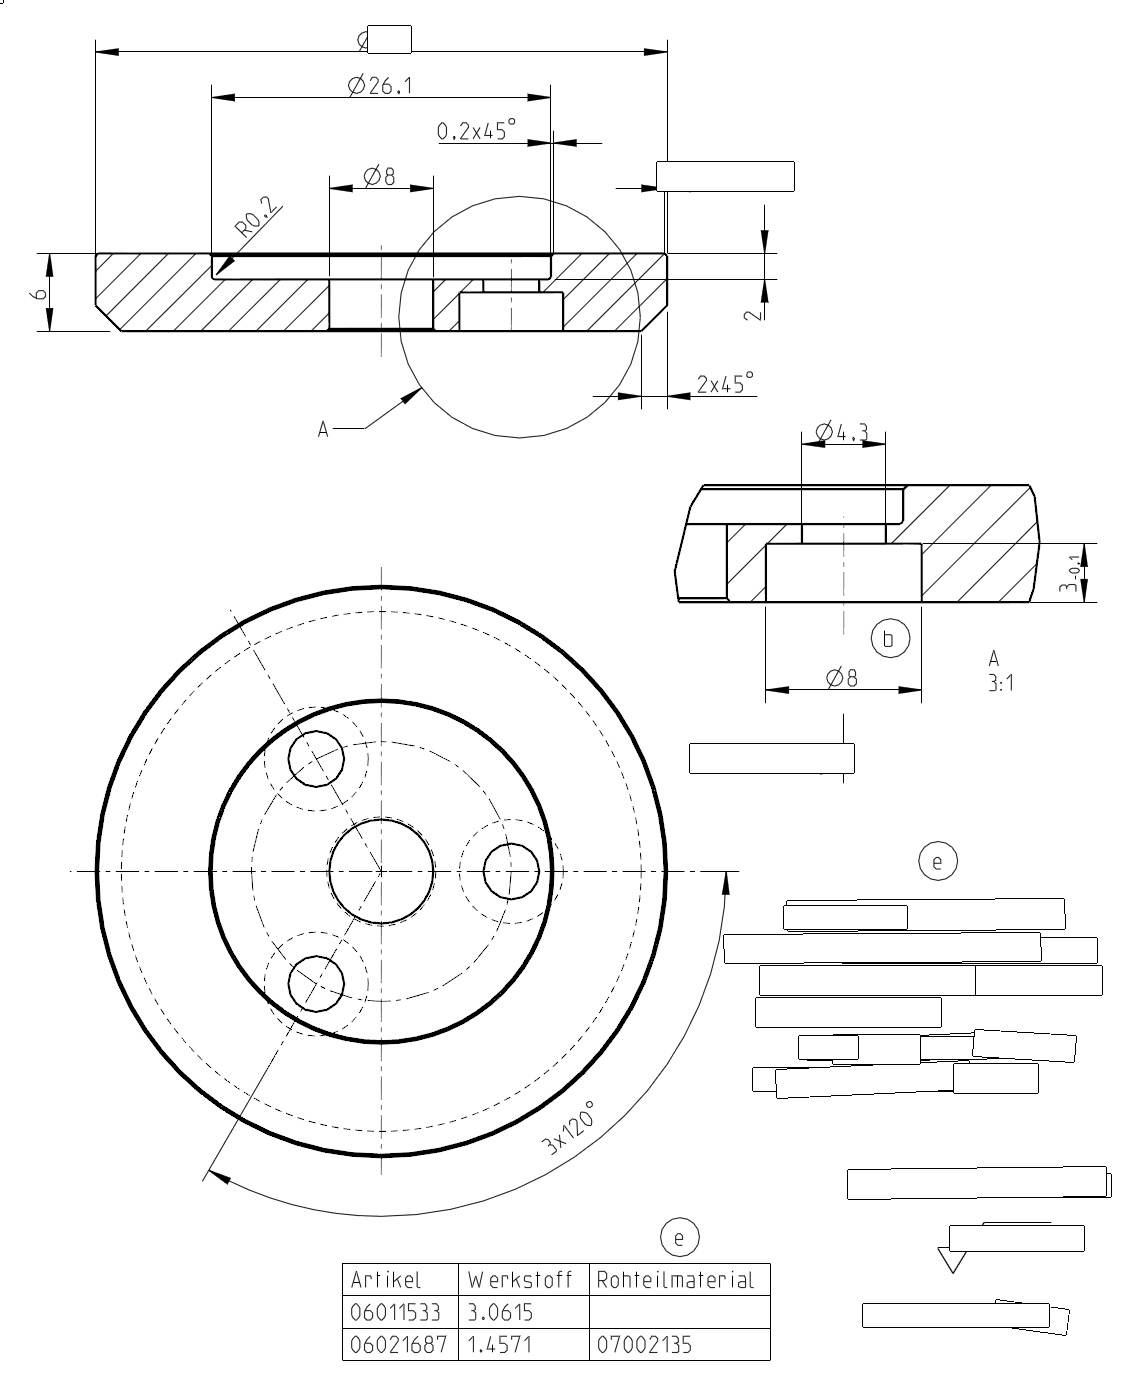 Ø
Ø26.1
0.2x45°
Ø8
R0.2
6
2
2x45°
A
Ø4.3
3-0.1
b
A
3:1
Ø8
e
3x120°
e
Artikel Werkstoff Rohteilmaterial
06011533 3.0615
06021687 1.4571 07002135